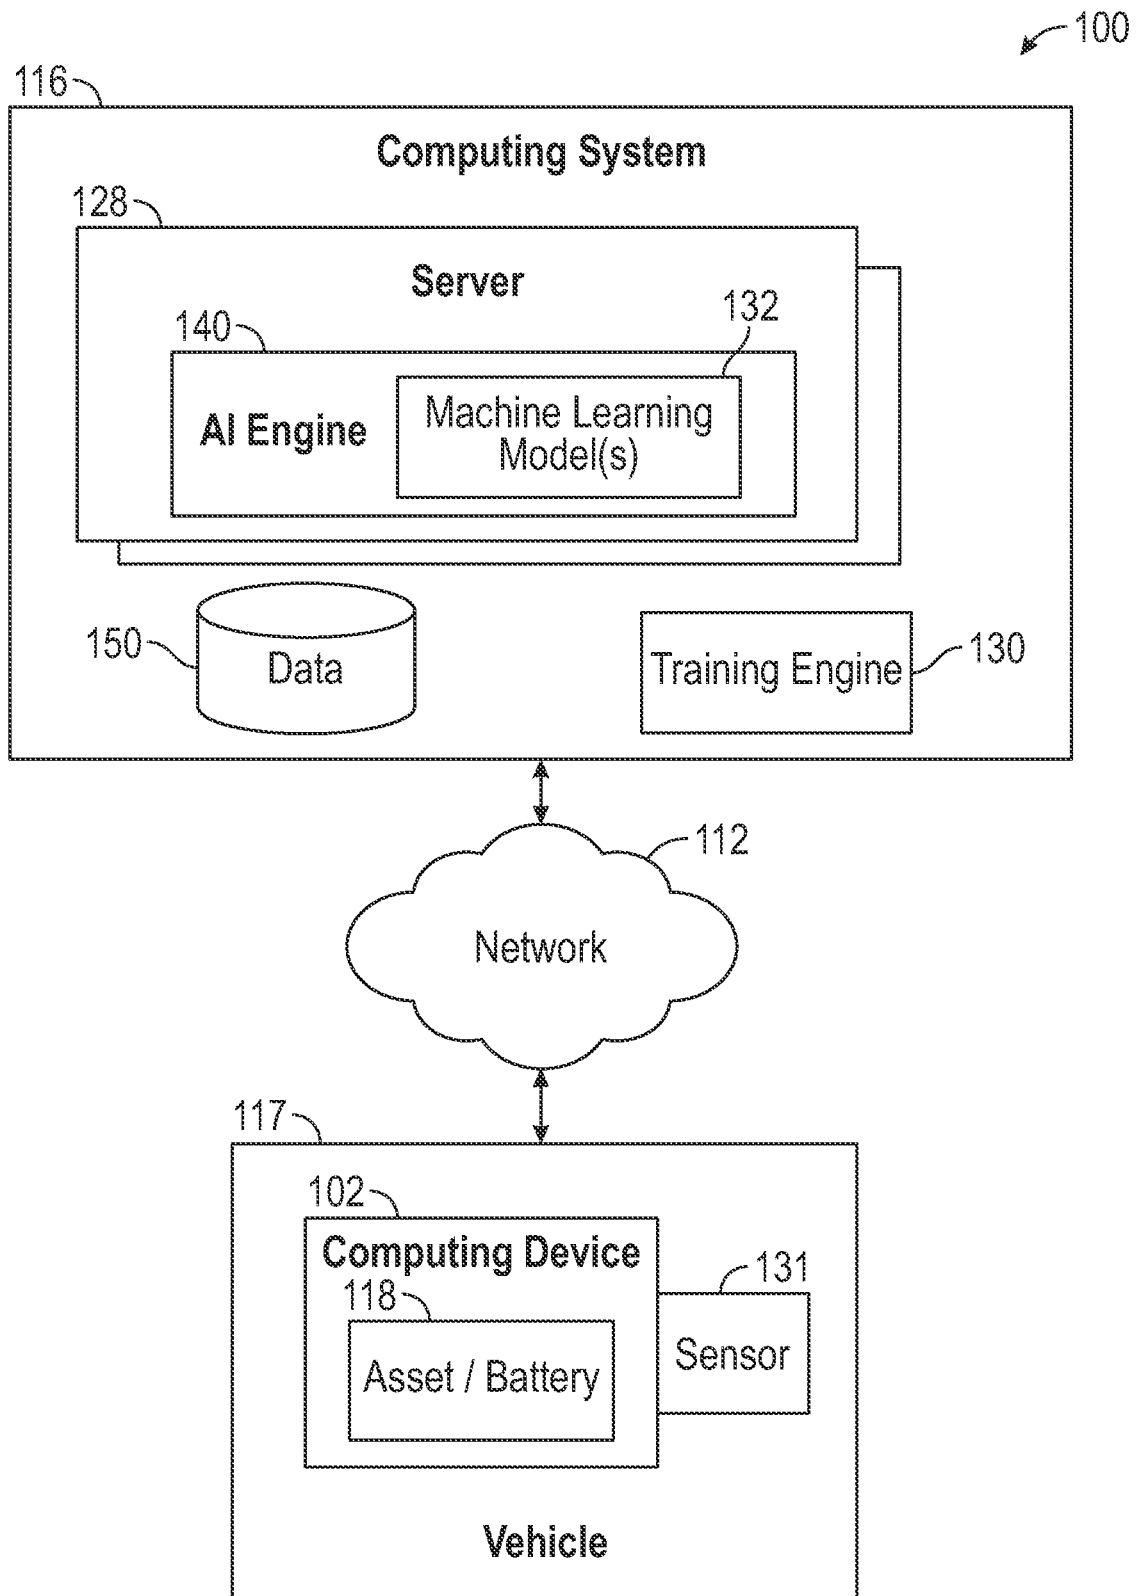 100
116
Computing System
128
Server
132
140
Machine Learning
AI Engine
Model(s)
150
Data
Training Engine
130
112
Network
117
102
Computing Device
131
118
Sensor
Asset / Battery
Vehicle